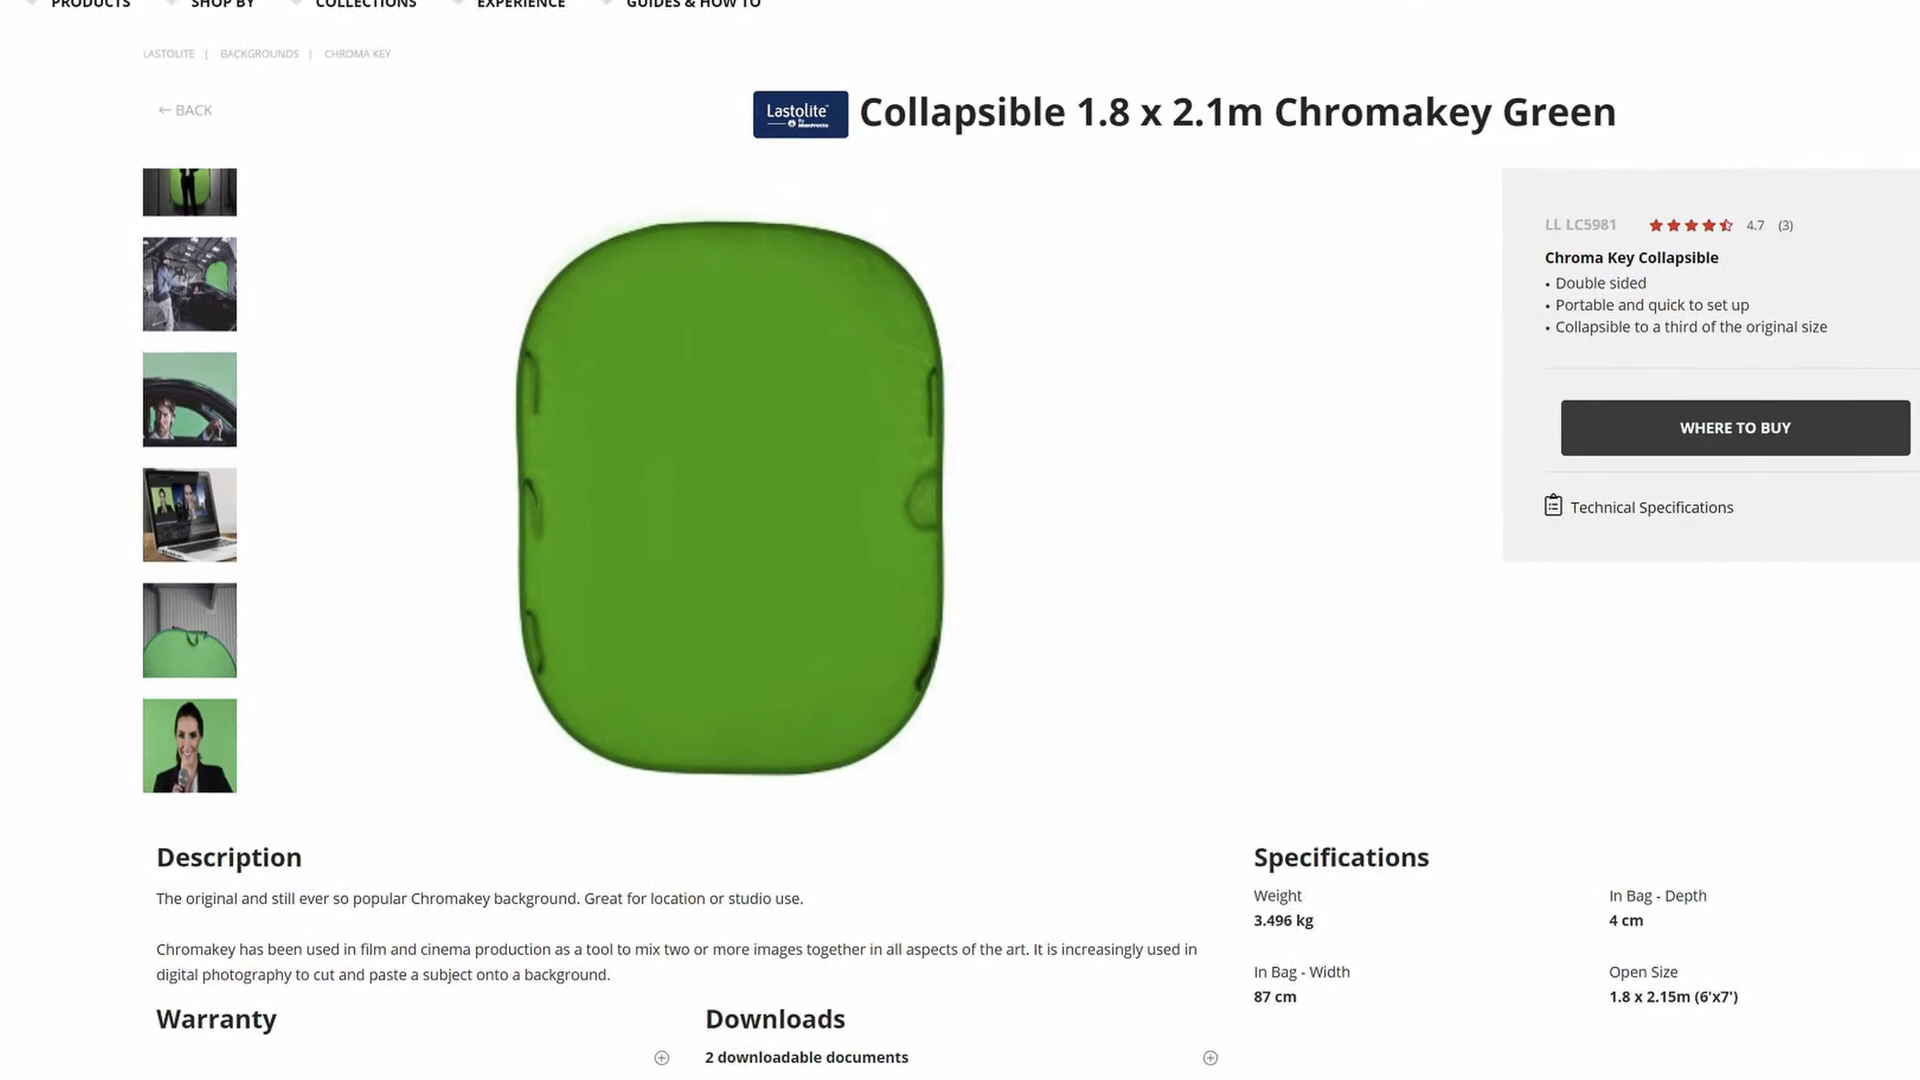 PRODUCTS SHOP BY COLLECTIONS EXPERIENCE GUIDES & HOW TO
LASTOLITE | BACKGROUNDS | CHROMA KEY
← BACK
Lastolite™
by Manfrotto
Collapsible 1.8 x 2.1m Chromakey Green
LL LC5981 4.7 (3)
Chroma Key Collapsible
• Double sided
• Portable and quick to set up
• Collapsible to a third of the original size
WHERE TO BUY
Technical Specifications
Description
The original and still ever so popular Chromakey background. Great for location or studio use.
Chromakey has been used in film and cinema production as a tool to mix two or more images together in all aspects of the art. It is increasingly used in
digital photography to cut and paste a subject onto a background.
Warranty
Downloads
2 downloadable documents
Specifications
Weight
3.496 kg
In Bag - Depth
4 cm
In Bag - Width
87 cm
Open Size
1.8 x 2.15m (6'x7')